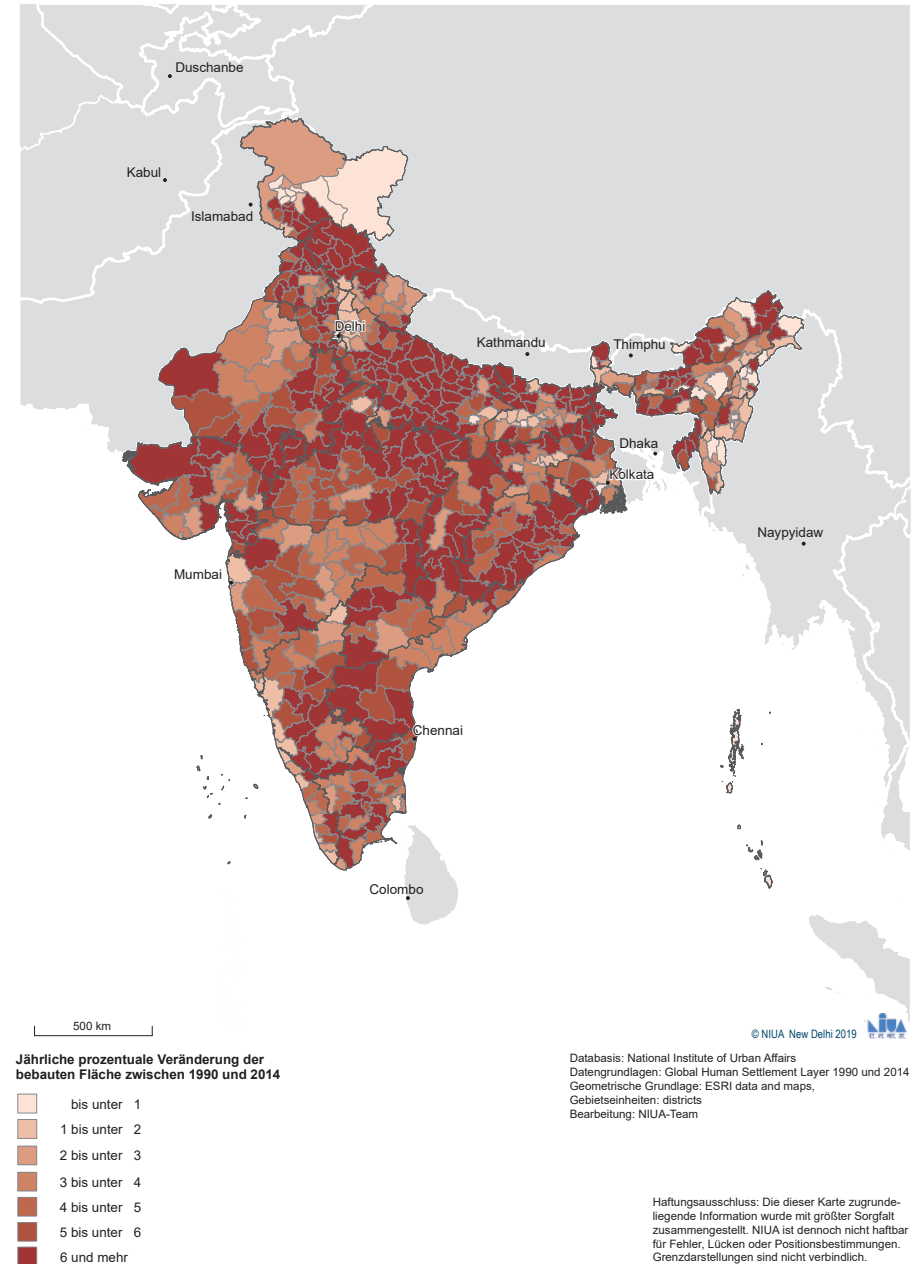 Duschanbe
Kabul
Islamabad
Delhi
Kathmandu
Thimphu
Dhaka
Kolkata
Naypyidaw
Mumbai
Chennai
Colombo
500 km
© NIUA New Delhi 2019
NIUA
Jährliche prozentuale Veränderung der
bebauten Fläche zwischen 1990 und 2014
bis unter 1
1 bis unter 2
2 bis unter 3
3 bis unter 4
4 bis unter 5
5 bis unter 6
6 und mehr
Databasis: National Institute of Urban Affairs
Datengrundlagen: Global Human Settlement Layer 1990 und 2014
Geometrische Grundlage: ESRI data and maps,
Gebietseinheiten: districts
Bearbeitung: NIUA-Team
Haftungsausschluss: Die dieser Karte zugrunde-
liegende Information wurde mit größter Sorgfalt
zusammengestellt. NIUA ist dennoch nicht haftbar
für Fehler, Lücken oder Positionsbestimmungen.
Grenzdarstellungen sind nicht verbindlich.